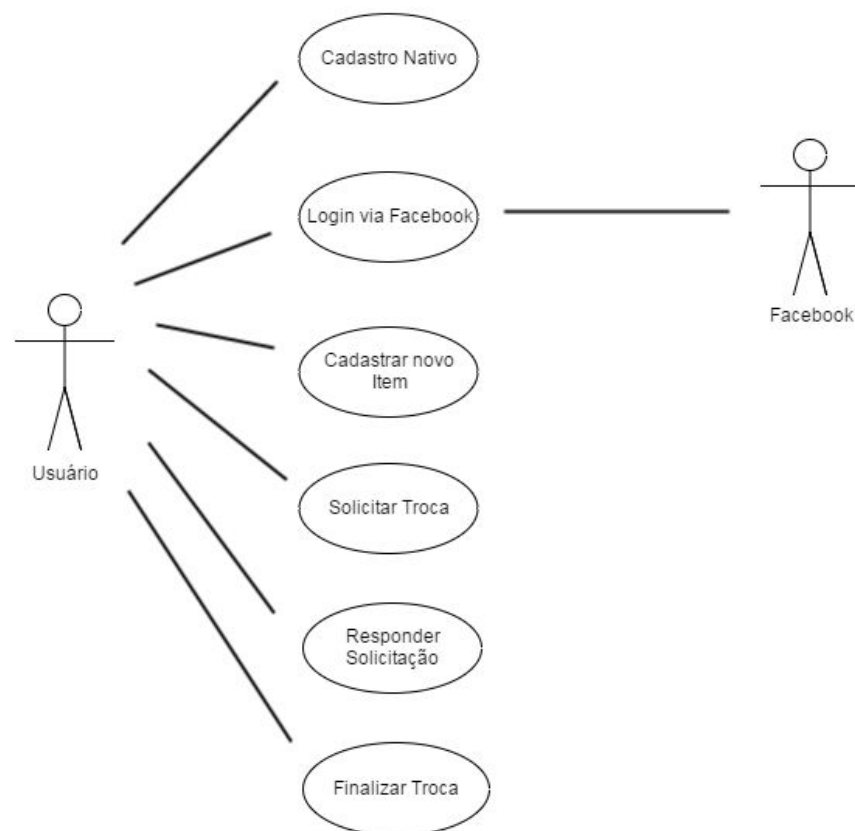 Cadastro Nativo
Login via Facebook
Facebook
Cadastrar novo
Item
Usuário
Solicitar Troca
Responder
Solicitação
Finalizar Troca